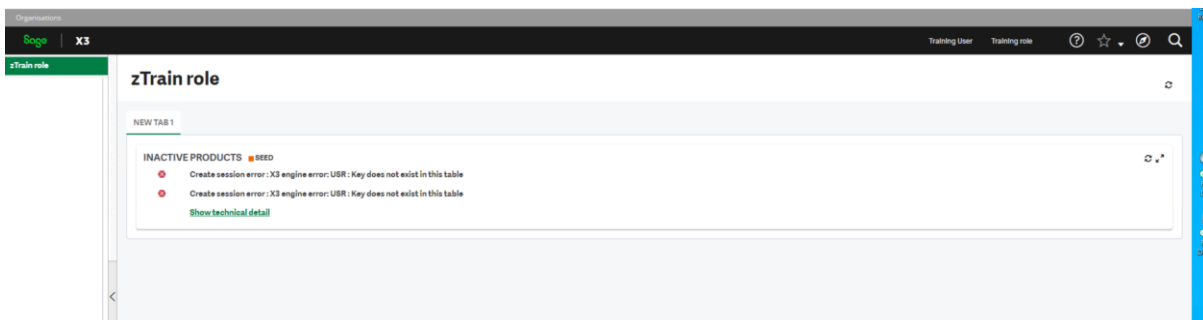 Organisations
Sage X3 Training User Training role
zTrain role
zTrain role
NEW TAB 1
INACTIVE PRODUCTS SEED
Create session error : X3 engine error: USR : Key does not exist in this table
Create session error : X3 engine error: USR : Key does not exist in this table
Show technical detail